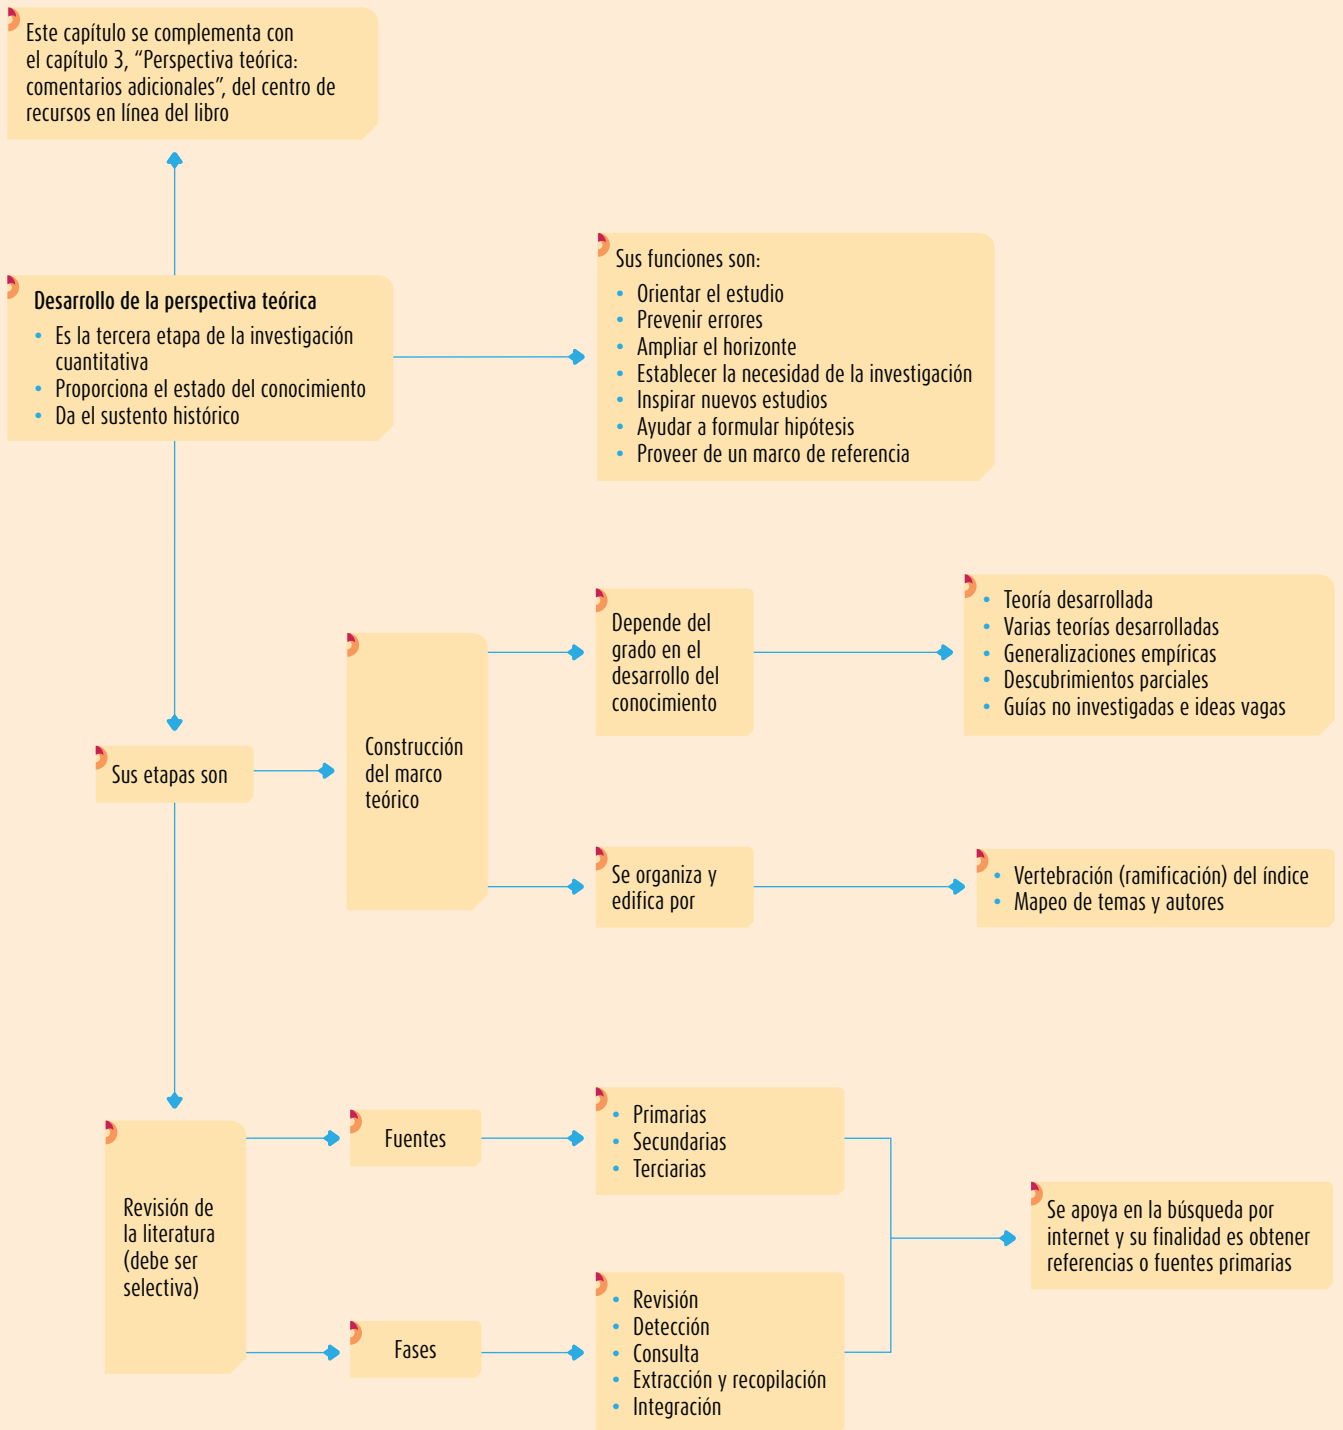 Este capítulo se complementa con
el capítulo 3, “Perspectiva teórica:
comentarios adicionales”, del centro de
recursos en línea del libro
Desarrollo de la perspectiva teórica
• Es la tercera etapa de la investigación
cuantitativa
• Proporciona el estado del conocimiento
• Da el sustento histórico
Sus funciones son:
• Orientar el estudio
• Prevenir errores
• Ampliar el horizonte
• Establecer la necesidad de la investigación
• Inspirar nuevos estudios
• Ayudar a formular hipótesis
• Proveer de un marco de referencia
Sus etapas son
Construcción
del marco
teórico
Depende del
grado en el
desarrollo del
conocimiento
• Teoría desarrollada
• Varias teorías desarrolladas
• Generalizaciones empíricas
• Descubrimientos parciales
• Guías no investigadas e ideas vagas
Se organiza y
edifica por
• Vertebración (ramificación) del índice
• Mapeo de temas y autores
Revisión de
la literatura
(debe ser
selectiva)
Fuentes
• Primarias
• Secundarias
• Terciarias
Fases
• Revisión
• Detección
• Consulta
• Extracción y recopilación
• Integración
Se apoya en la búsqueda por
internet y su finalidad es obtener
referencias o fuentes primarias